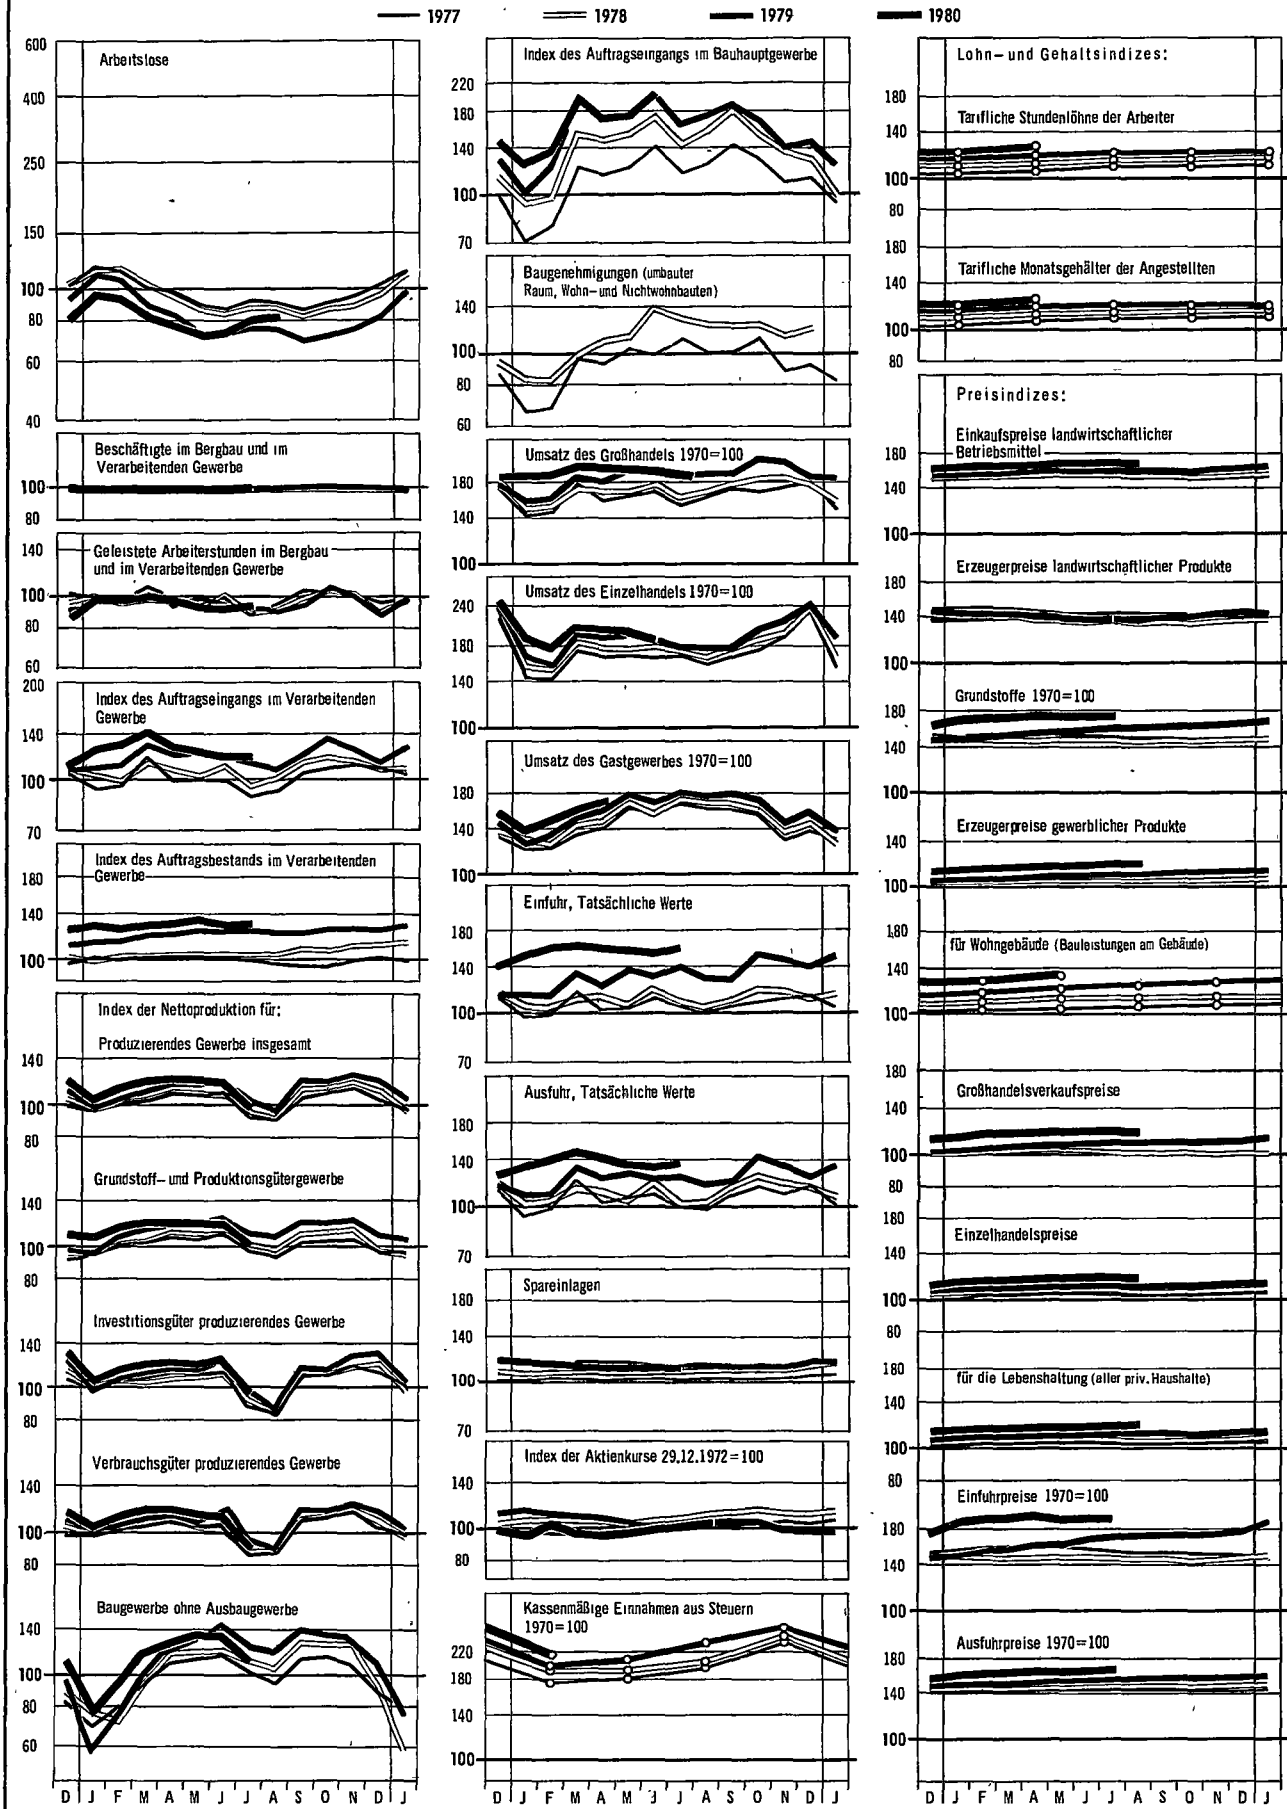 1977 1978 1979 1980
Arbeitslose
600
400
250
150
100
80
60
40
Beschäftigte im Bergbau und im
Verarbeitenden Gewerbe
100
80
Geleistete Arbeiterstunden im Bergbau
und im Verarbeitenden Gewerbe
140
100
80
60
Index des Auftragseingangs im Verarbeitenden
Gewerbe
200
140
100
70
Index des Auftragsbestands im Verarbeitenden
Gewerbe
180
140
100
Index der Nettoproduktion für:
Produzierendes Gewerbe insgesamt
140
100
80
Grundstoff- und Produktionsgütergewerbe
140
100
80
Investitionsgüter produzierendes Gewerbe
140
100
80
Verbrauchsgüter produzierendes Gewerbe
140
100
80
Baugewerbe ohne Ausbaugewerbe
140
100
80
60
D J F M A M J J A S O N D J
Index des Auftragseingangs im Bauhauptgewerbe
220
180
140
100
70
Baugenehmigungen (umbauter
Raum, Wohn- und Nichtwohnbauten)
140
100
80
60
Umsatz des Großhandels 1970=100
180
140
100
Umsatz des Einzelhandels 1970=100
240
180
140
100
Umsatz des Gastgewerbes 1970=100
180
140
100
Einfuhr, Tatsächliche Werte
180
140
100
70
Ausfuhr, Tatsächliche Werte
180
140
100
70
Spareinlagen
180
140
100
70
Index der Aktienkurse 29.12.1972=100
140
100
80
Kassenmäßige Einnahmen aus Steuern
1970=100
220
180
140
100
D J F M A M J J A S O N D J
Lohn- und Gehaltsindizes:
180
Tarifliche Stundenlöhne der Arbeiter
140
100
80
180
Tarifliche Monatsgehälter der Angestellten
140
100
80
Preisindizes:
Einkaufspreise landwirtschaftlicher
Betriebsmittel
180
140
100
Erzeugerpreise landwirtschaftlicher Produkte
180
140
100
Grundstoffe 1970=100
180
140
100
Erzeugerpreise gewerblicher Produkte
140
100
180
für Wohngebäude (Bauleistungen am Gebäude)
140
100
180
Großhandelsverkaufspreise
140
100
80
180
Einzelhandelspreise
140
100
80
180
für die Lebenshaltung (aller priv. Haushalte)
140
100
80
Einfuhrpreise 1970=100
180
140
100
Ausfuhrpreise 1970=100
180
140
100
D J F M A M J J A S O N D J